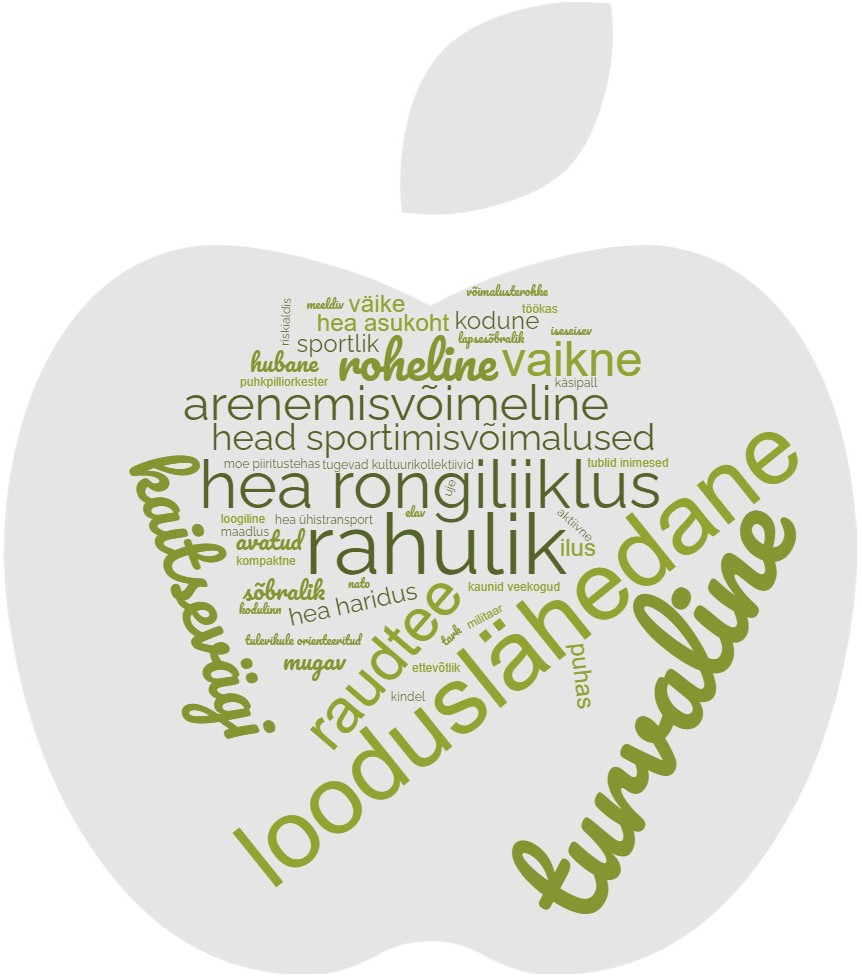 võimalusterohke
meeldiv
väike
riskialdis
töökas
hea asukoht
kodune
iseseisev
sportlik
lapsesõbralik
hubane
roheline
vaikne
puhkpilliorkester
käsipall
arenemisvõimeline
head sportimisvõimalused
moe piiritustehas
tugevad kultuurikollektiivid
tublid inimesed
kaitsevägi
hea rongiliiklus
uje
loogiline
hea ühistransport
elav
aktiivne
maadlus
avatud
rahulik
ilus
kompaktne
sõbralik
nato
kaunid veekogud
kodulinn
hea haridus
raudtee
militaar
tark
tulevikule orienteeritud
mugav
ettevõtlik
puhas
kindel
looduslähedane
turvaline